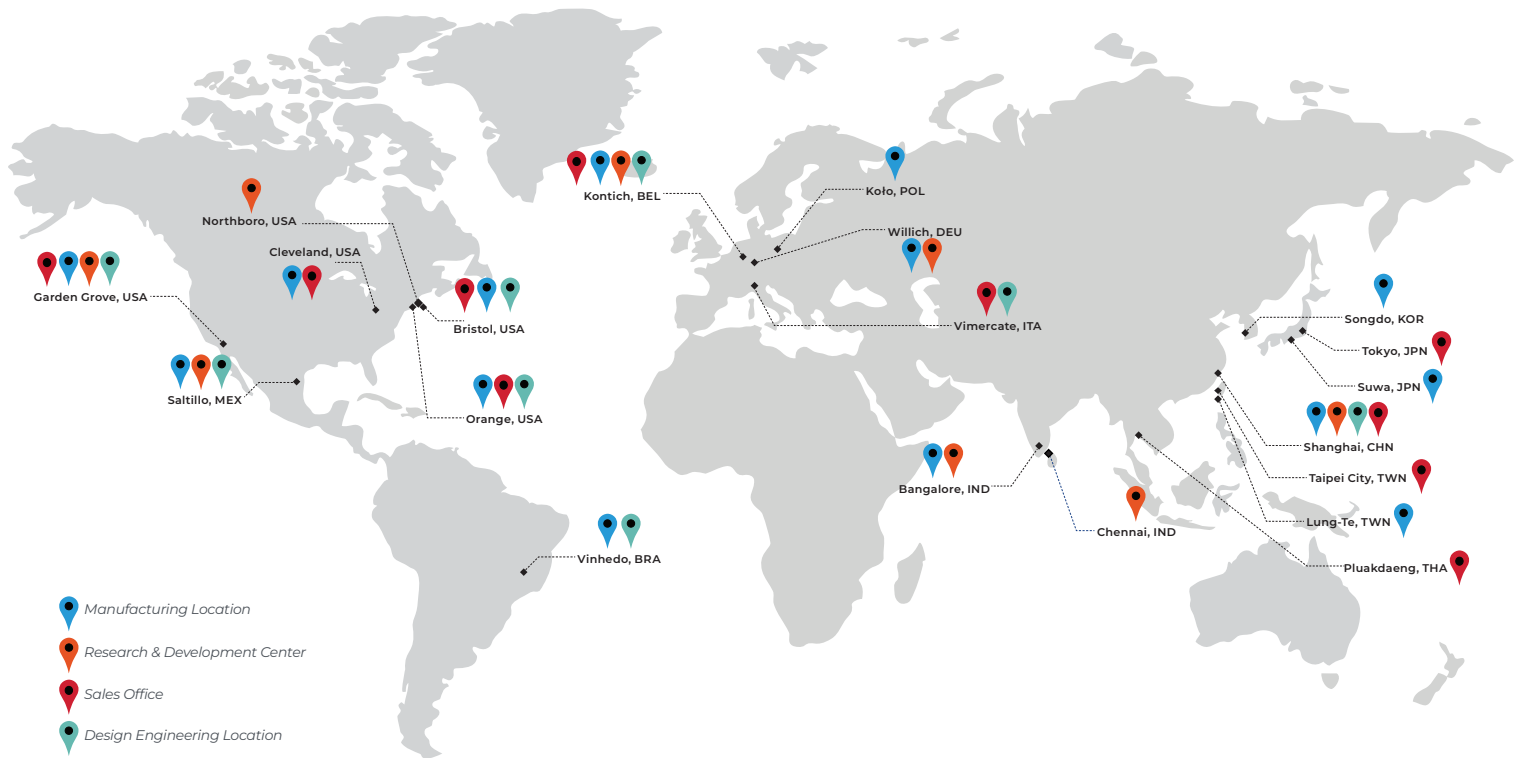 Kontich, BEL
Koło, POL
Northboro, USA
Willich, DEU
Cleveland, USA
Garden Grove, USA
Bristol, USA
Vimercate, ITA
Songdo, KOR
Tokyo, JPN
Suwa, JPN
Saltillo, MEX
Orange, USA
Shanghai, CHN
Taipei City, TWN
Bangalore, IND
Lung-Te, TWN
Chennai, IND
Vinhedo, BRA
Pluakdaeng, THA
Manufacturing Location
Research & Development Center
Sales Office
Design Engineering Location